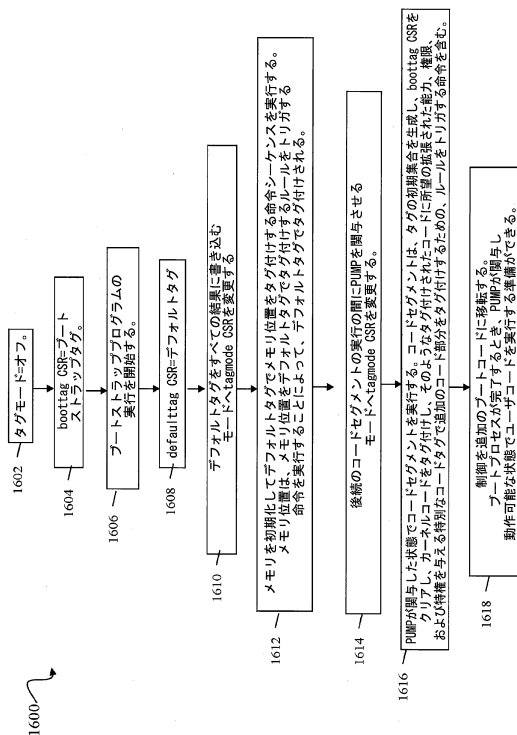 1600
1602
タグモード=オフ。
1604
boottag CSR=ブート
ストラップタグ。
1606
ブートストラッププログラムの
実行を開始する。
1608
defaulttag CSR=デフォルトタグ
1610
デフォルトタグをすべての結果に書き込む
モードへtagmode CSRを変更する
1612
メモリを初期化してデフォルトタグでメモリ位置をタグ付けする命令シーケンスを実行する。
メモリ位置は、メモリ位置をデフォルトタグでタグ付けするルールをトリガする
命令を実行することによって、デフォルトタグでタグ付けされる。
1614
後続のコードセグメントの実行の間にPUMPを関与させる
モードへtagmode CSRを変更する。
1616
PUMPが関与した状態でコードセグメントを実行する。コードセグメントは、タグの初期集合を生成し、boottag CSR
クリアし、カーネルコードをタグ付けし、そのようなタグ付けされたコードに所望の拡張された能力、権限、
および特権を与える特別なコードタグで追加のコード部分をタグ付けするための、ルールをトリガする命令を含む。
1618
制御を追加のブートコードに移転する。
ブートプロセスが完了するとき、PUMPが関与し
動作可能な状態でユーザコードを実行する準備ができる。